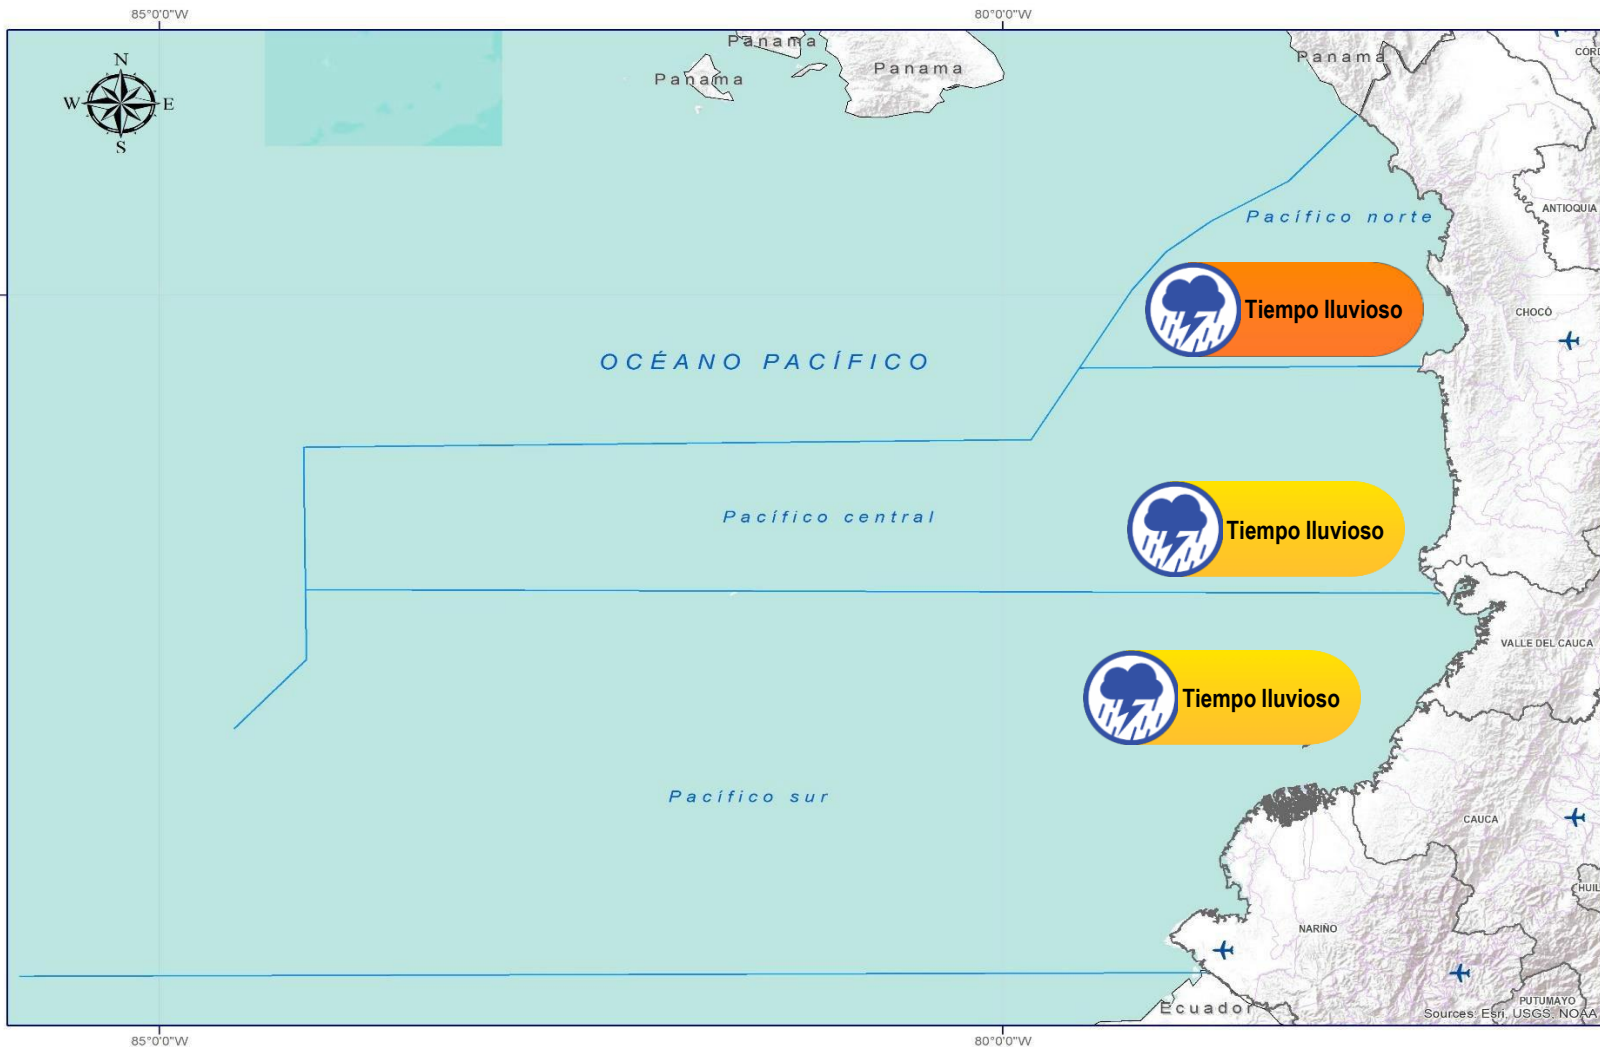 85°0'0"W
80°0'0"W
N
W
E
S
Panama
Panama
Panama
Panama
ANTIOQUIA
Pacífico norte
Tiempo lluvioso
CHOCÓ
OCÉANO PACÍFICO
Pacífico central
Tiempo lluvioso
VALLE DEL CAUCA
Tiempo lluvioso
Pacífico sur
CAUCA
HUIL
NARIÑO
PUTUMAYO
Ecuador
Sources: Esri, USGS, NOAA
85°0'0"W
80°0'0"W